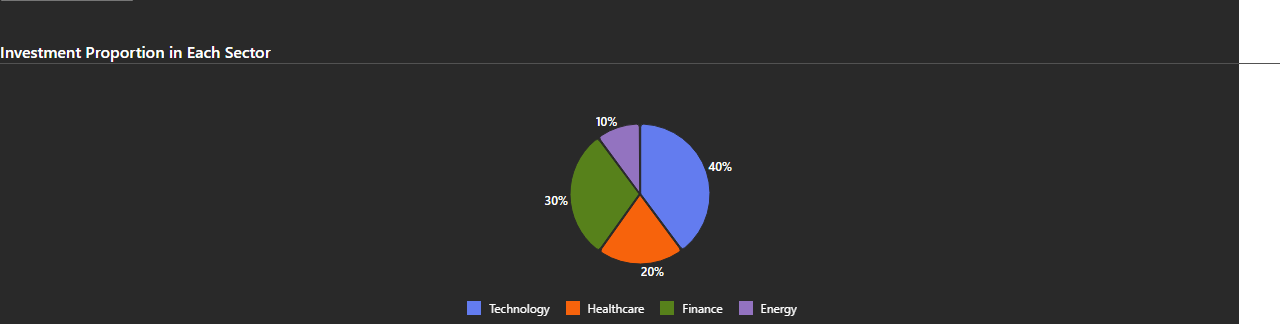 Investment Proportion in Each Sector
10%
40%
30%
20%
Technology Healthcare Finance Energy